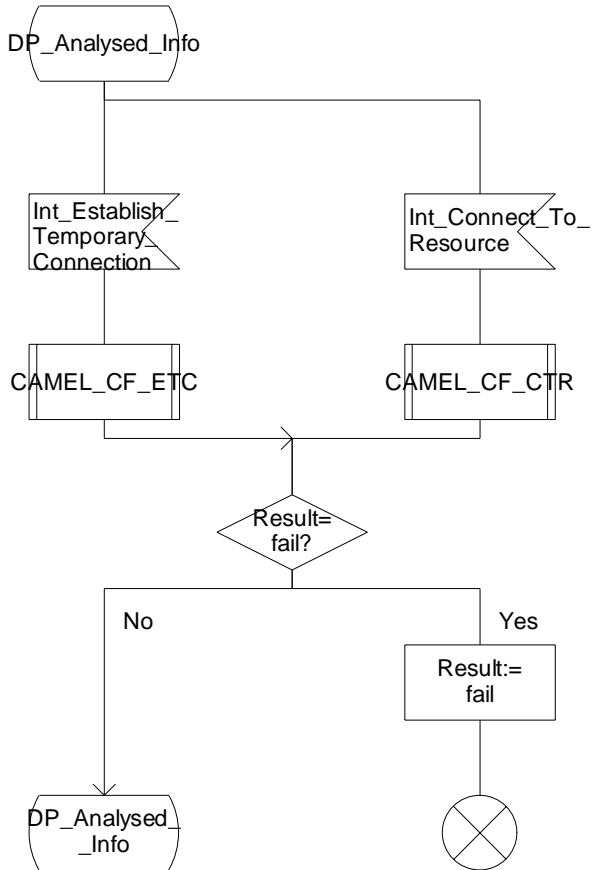 DP_Analysed_Info
Int_Establish_
Temporary_
Connection
Int_Connect_To_
Resource
CAMEL_CF_ETC
CAMEL_CF_CTR
Result=
fail?
No
Yes
Result:=
fail
DP_Analysed_
_Info